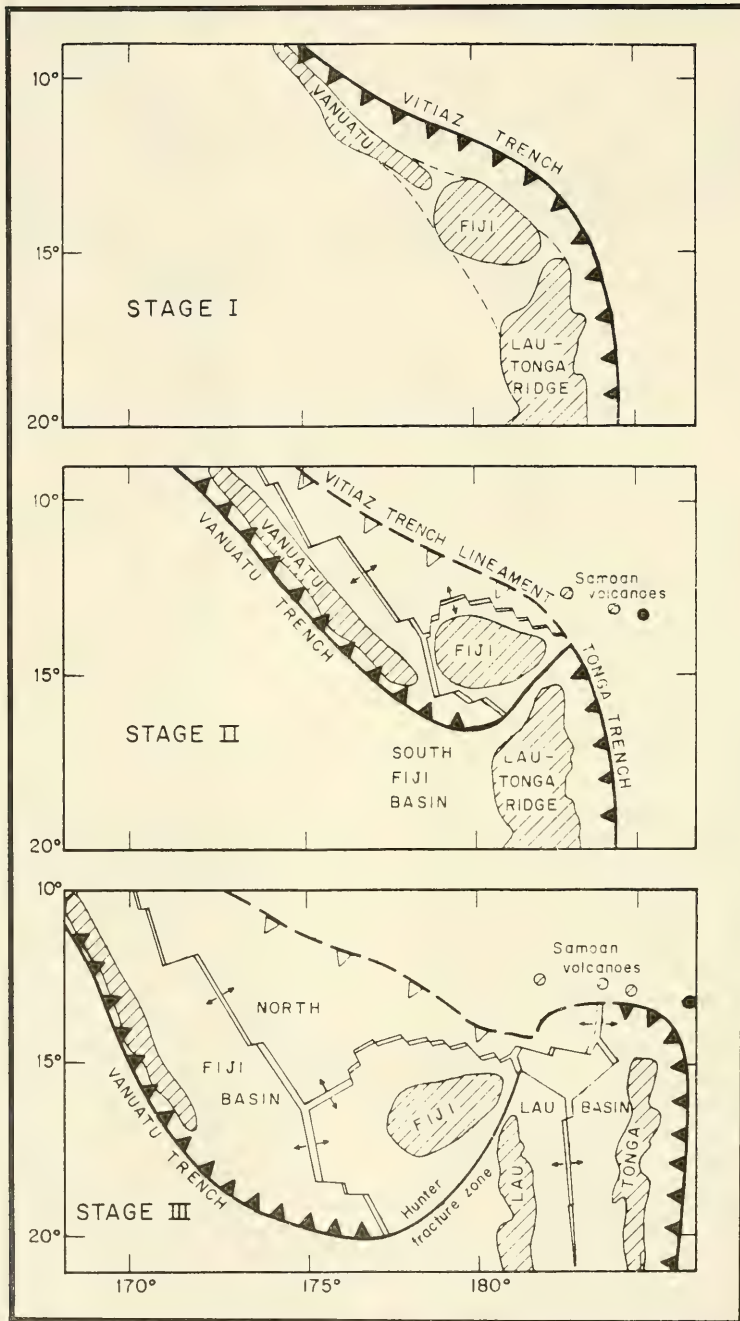 10°
VANUATU
VITIAZ TRENCH
FIJI
15°
STAGE I
LAU –
TONGA
RIDGE
20°
10°
VANUATU
VITIAZ TRENCH LINEAMENT
VANUATU TRENCH
Samoan
volcanoes
FIJI
15°
TONGA TRENCH
STAGE II
SOUTH
FIJI
BASIN
LAU –
TONGA
RIDGE
20°
10°
Samoan
volcanoes
NORTH
15°
FIJI
BASIN
FIJI
LAU BASIN
VANUATU TRENCH
LAU
TONGA
Hunter
fracture zone
STAGE III
20°
170°
175°
180°